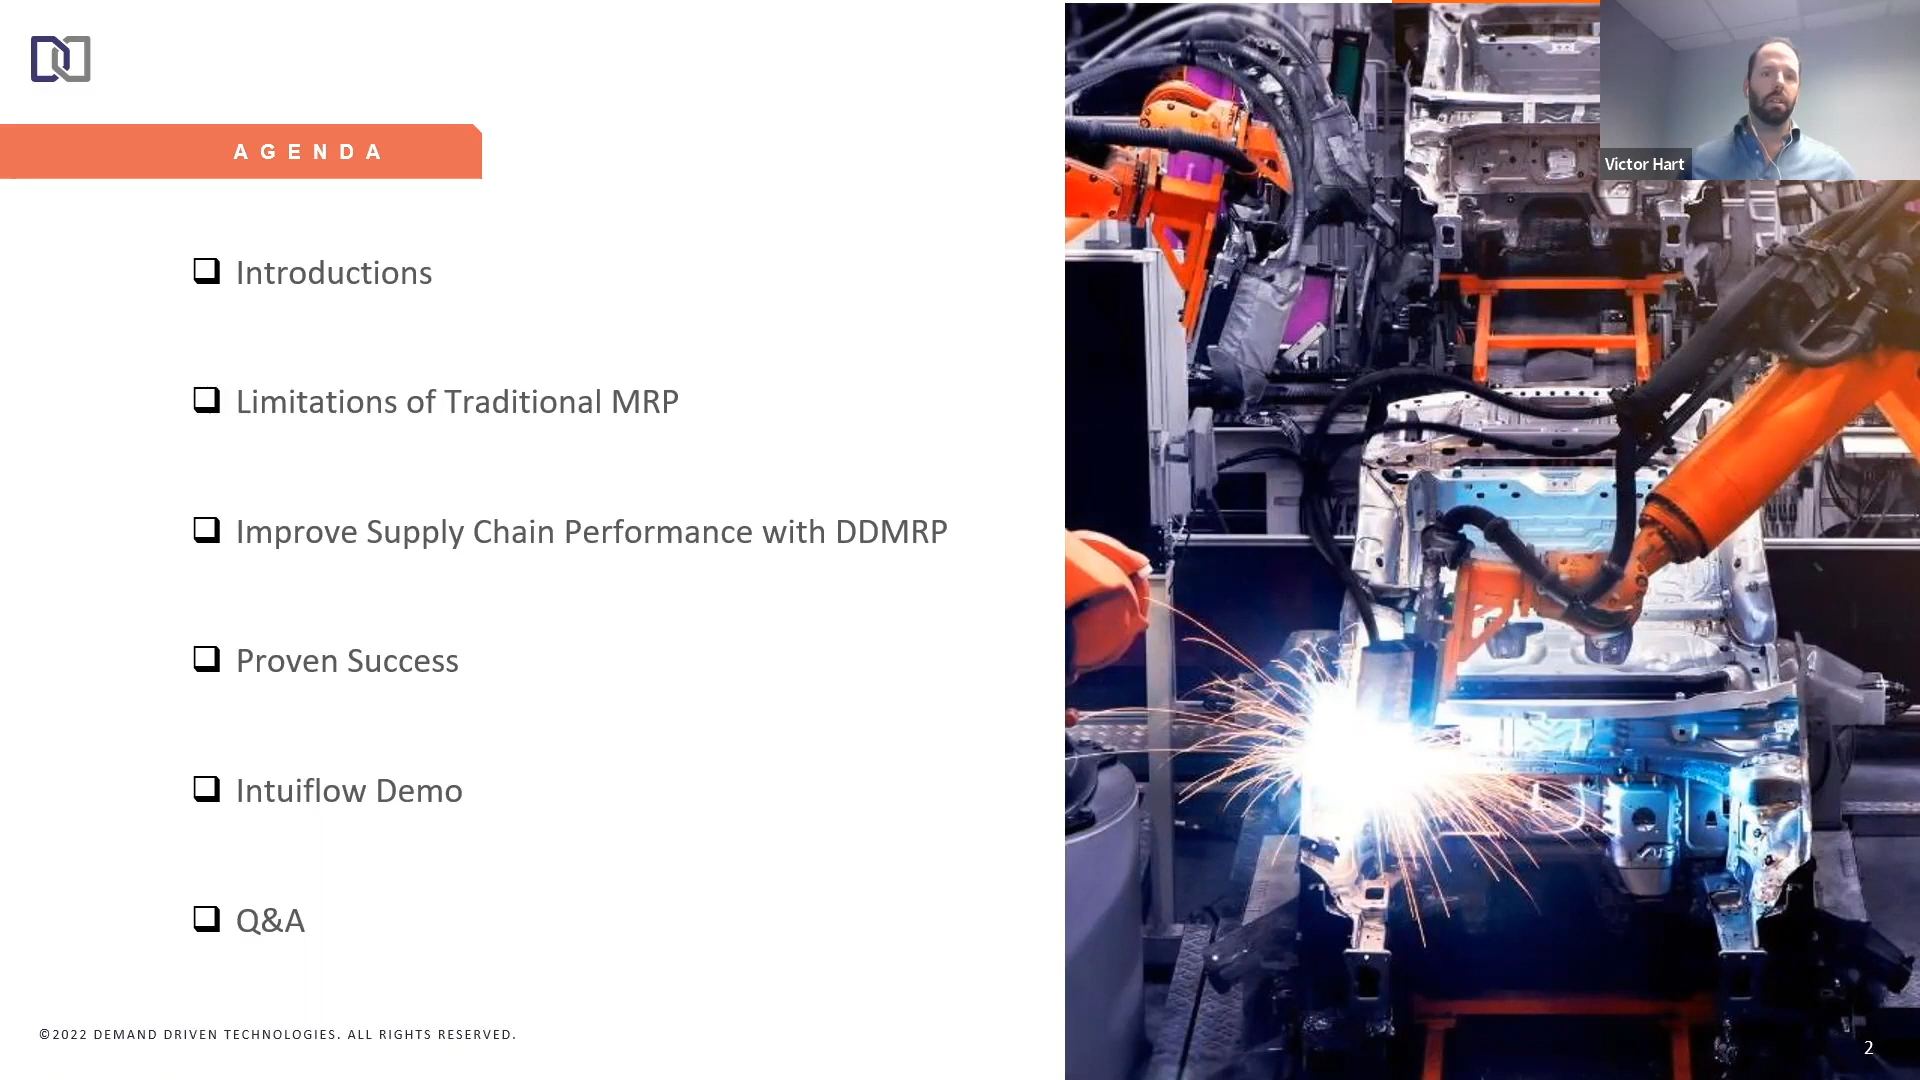 AGENDA
Victor Hart
Introductions
Limitations of Traditional MRP
Improve Supply Chain Performance with DDMRP
Proven Success
Intuiflow Demo
Q&A
©2022 DEMAND DRIVEN TECHNOLOGIES. ALL RIGHTS RESERVED.
2